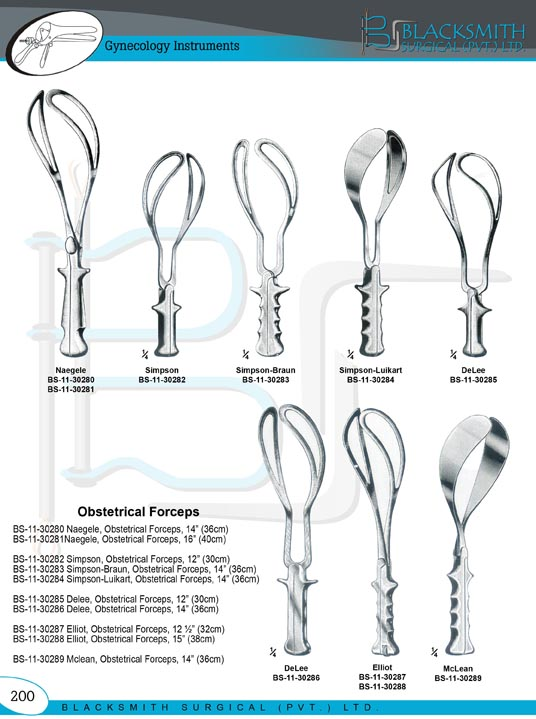 Gynecology Instruments
BS BLACKSMITH
SURGICAL (PVT.) LTD.
¼ ¼ ¼ ¼
Naegele
BS-11-30280
BS-11-30281
Simpson
BS-11-30282
Simpson-Braun
BS-11-30283
Simpson-Luikart
BS-11-30284
DeLee
BS-11-30285
Obstetrical Forceps
BS-11-30280 Naegele, Obstetrical Forceps, 14” (36cm)
BS-11-30281Naegele, Obstetrical Forceps, 16” (40cm)
BS-11-30282 Simpson, Obstetrical Forceps, 12” (30cm)
BS-11-30283 Simpson-Braun, Obstetrical Forceps, 14” (36cm)
BS-11-30284 Simpson-Luikart, Obstetrical Forceps, 14” (36cm)
BS-11-30285 Delee, Obstetrical Forceps, 12” (30cm)
BS-11-30286 Delee, Obstetrical Forceps, 14” (36cm)
BS-11-30287 Elliot, Obstetrical Forceps, 12 ½” (32cm)
BS-11-30288 Elliot, Obstetrical Forceps, 15” (38cm)
BS-11-30289 Mclean, Obstetrical Forceps, 14” (36cm)
¼ ¼
DeLee
BS-11-30286
Elliot
BS-11-30287
BS-11-30288
McLean
BS-11-30289
200
BLACKSMITH SURGICAL (PVT.) LTD.